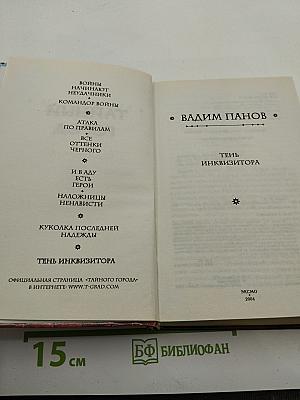 ВОЙНЫ
НАЧИНАЮТ
НЕУДАЧНИКИ
КОМАНДОР ВОЙНЫ
АТАКА
ПО ПРАВИЛАМ
ВСЕ
ОТТЕНКИ
ЧЕРНОГО
И В АДУ
ЕСТЬ
ГЕРОИ
НАЛОЖНИЦЫ
НЕНАВИСТИ
КУКОЛКА ПОСЛЕДНЕЙ
НАДЕЖДЫ
ТЕНЬ ИНКВИЗИТОРА
ОФИЦИАЛЬНАЯ СТРАНИЦА «ТАЙНОГО ГОРОДА»
В ИНТЕРНЕТЕ: WWW.T-GRAD.COM
ВАДИМ ПАНОВ
ТЕНЬ
ИНКВИЗИТОРА
ЭКСМО
2004
15 см
БФ БИБЛИОФАН